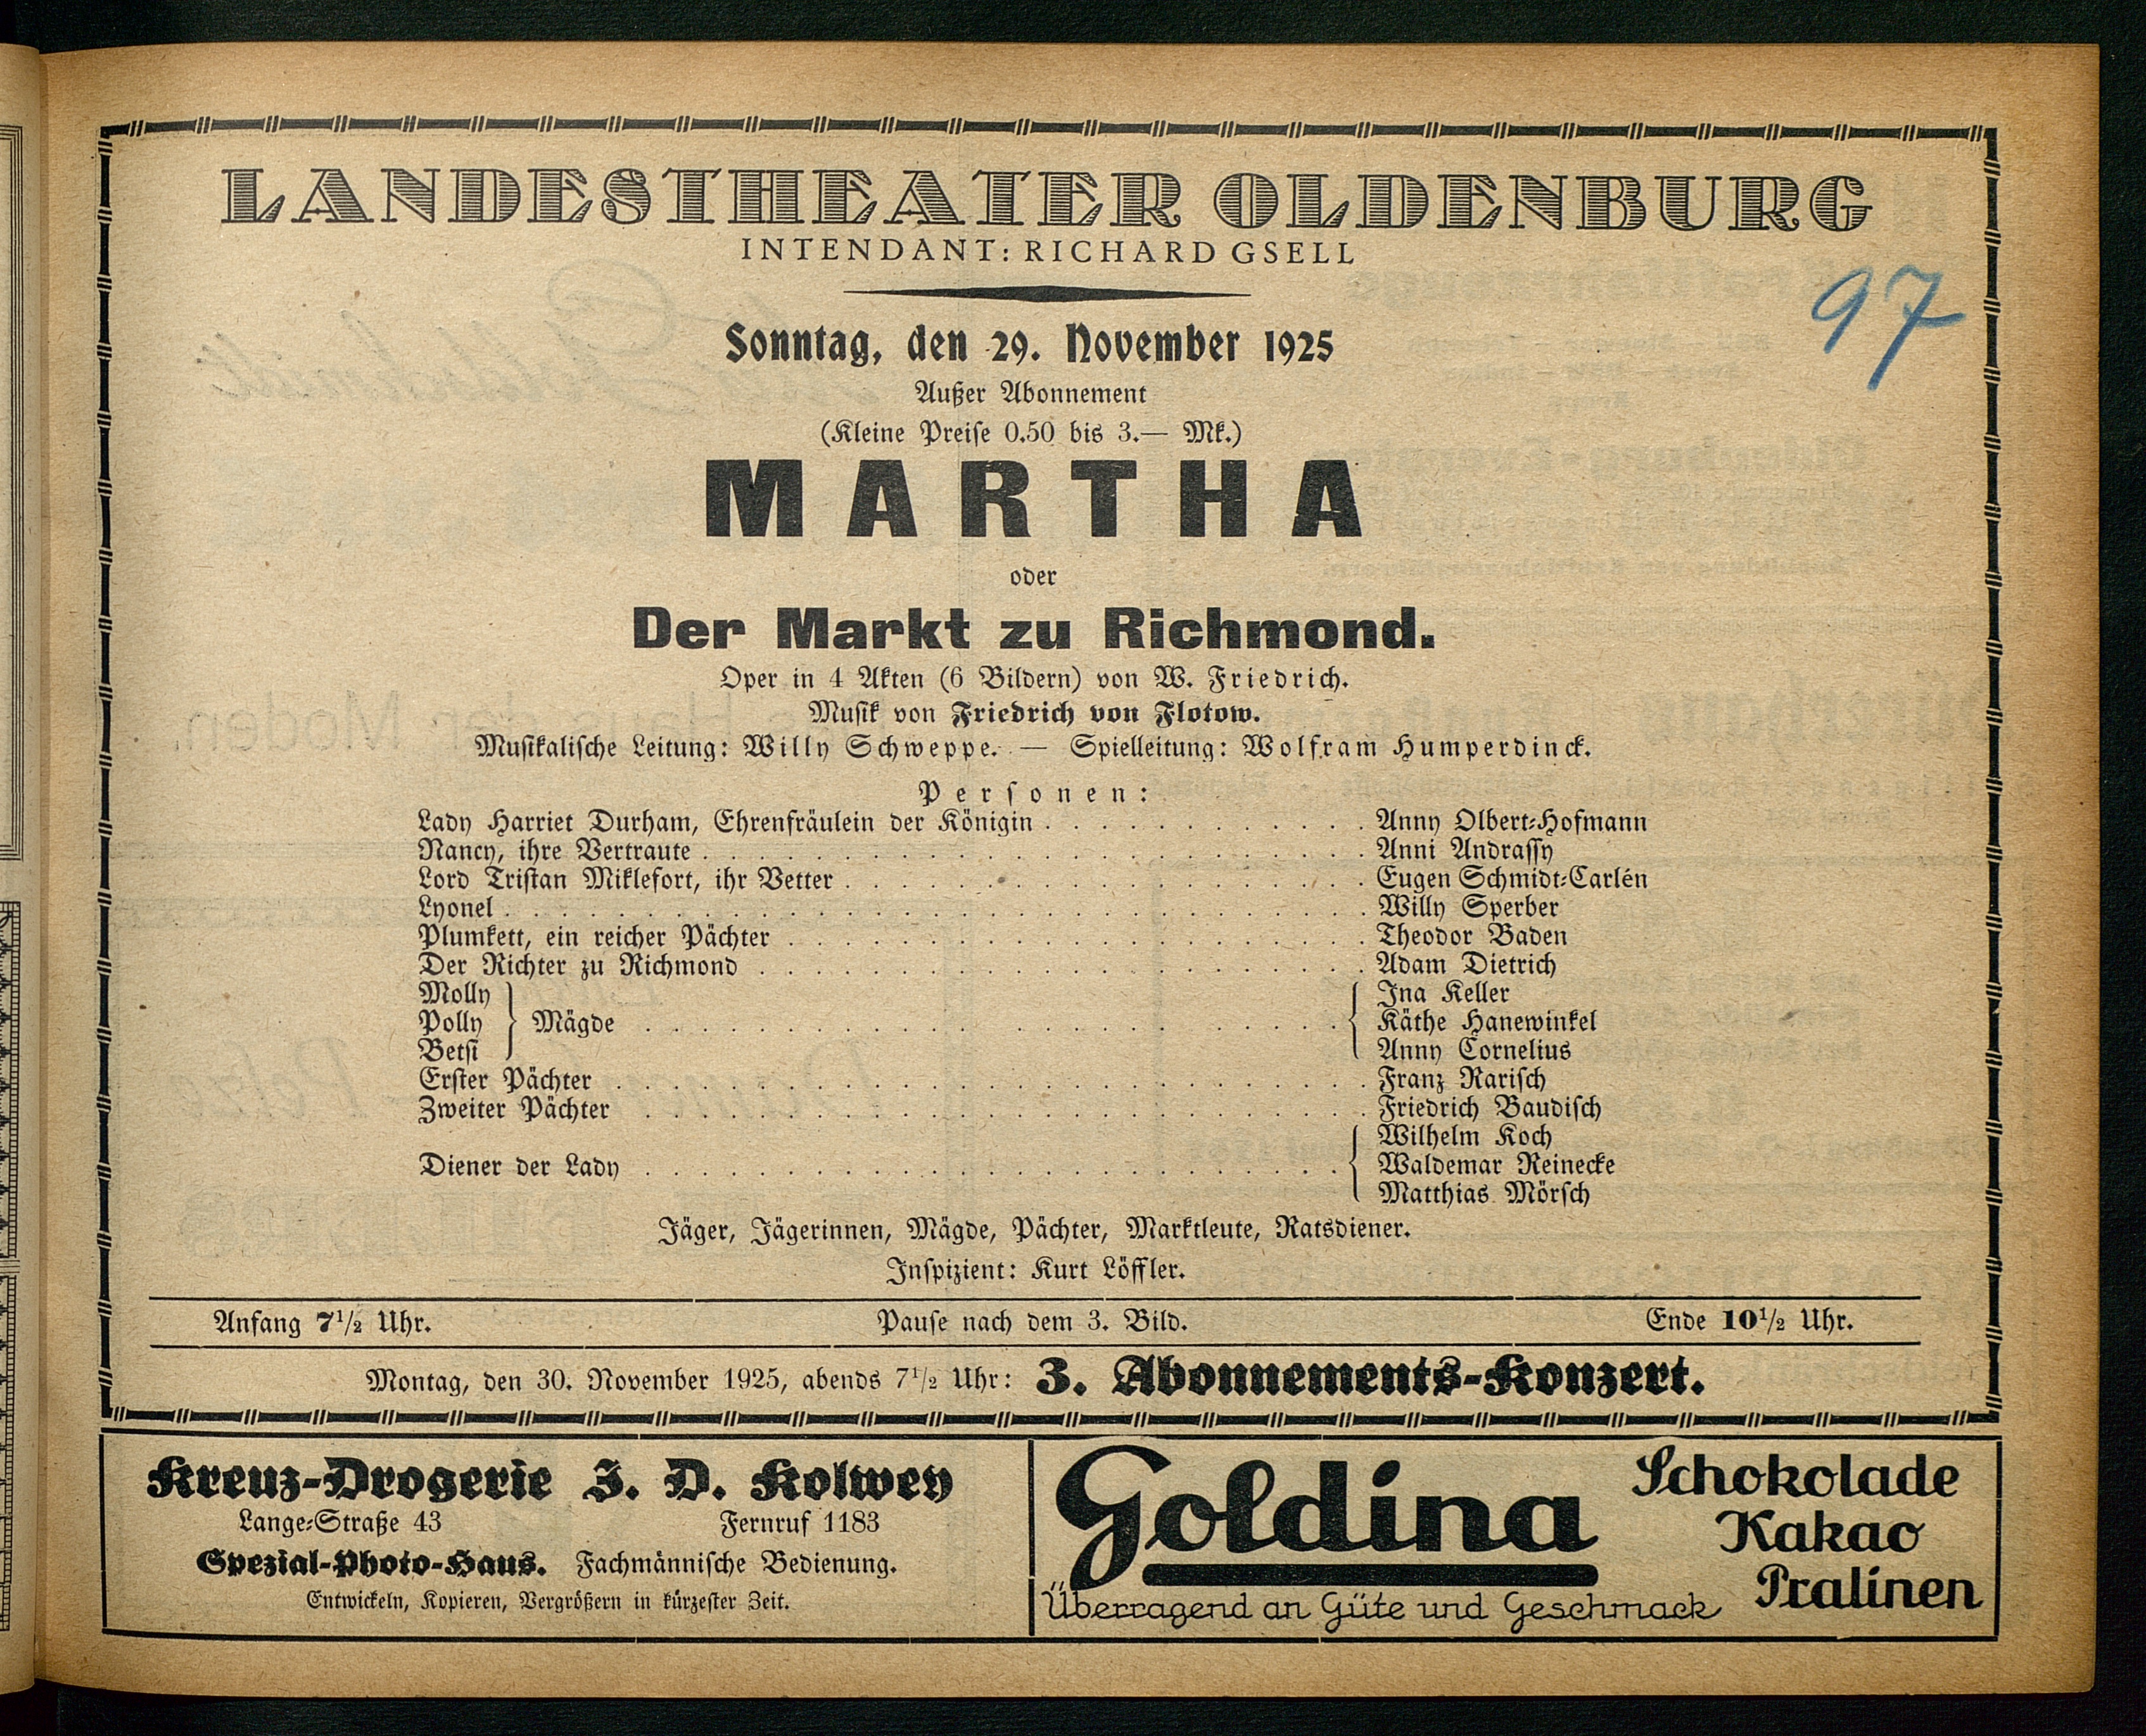 LANDESTHEATER OLDENBURG
INTENDANT: RICHARD GSELL
97
Sonntag, den 29. November 1925
Außer Abonnement
(Kleine Preise 0.50 bis 3.— Mk.)
MARTHA
oder
Der Markt zu Richmond.
Oper in 4 Akten (6 Bildern) von W. Friedrich.
Musik von Friedrich von Flotow.
Musikalische Leitung: Willy Schweppe. — Spielleitung: Wolfram Humperdinck.
Personen:
Lady Harriet Durham, Ehrenfräulein der Königin . . . . . . . . . . . . Anny Olbert-Hofmann
Nancy, ihre Vertraute . . . . . . . . . . . . Anni Andrassy
Lord Tristan Miklefort, ihr Vetter . . . . . . . . . . . . Eugen Schmidt-Carlén
Lyonel . . . . . . . . . . . . Willy Sperber
Plumkett, ein reicher Pächter . . . . . . . . . . . . Theodor Baden
Der Richter zu Richmond . . . . . . . . . . . . Adam Dietrich
Molly Ina Keller
Polly } Mägde . . . . . . . . . . . . { Käthe Hanewinkel
Betsi Anny Cornelius
Erster Pächter . . . . . . . . . . . . Franz Rarisch
Zweiter Pächter . . . . . . . . . . . . Friedrich Baudisch
Wilhelm Koch
Diener der Lady . . . . . . . . . . . . { Waldemar Reinecke
Matthias Mörsch
Jäger, Jägerinnen, Mägde, Pächter, Marktleute, Ratsdiener.
Inspizient: Kurt Löffler.
Anfang 7½ Uhr. Pause nach dem 3. Bild. Ende 10½ Uhr.
Montag, den 30. November 1925, abends 7½ Uhr: 3. Abonnements-Konzert.
Kreuz-Drogerie J. D. Kolwey
Lange-Straße 43 Fernruf 1183
Spezial-Photo-Haus. Fachmännische Bedienung.
Entwickeln, Kopieren, Vergrößern in kürzester Zeit.
Goldina
Schokolade
Kakao
Pralinen
Überragend an Güte und Geschmack